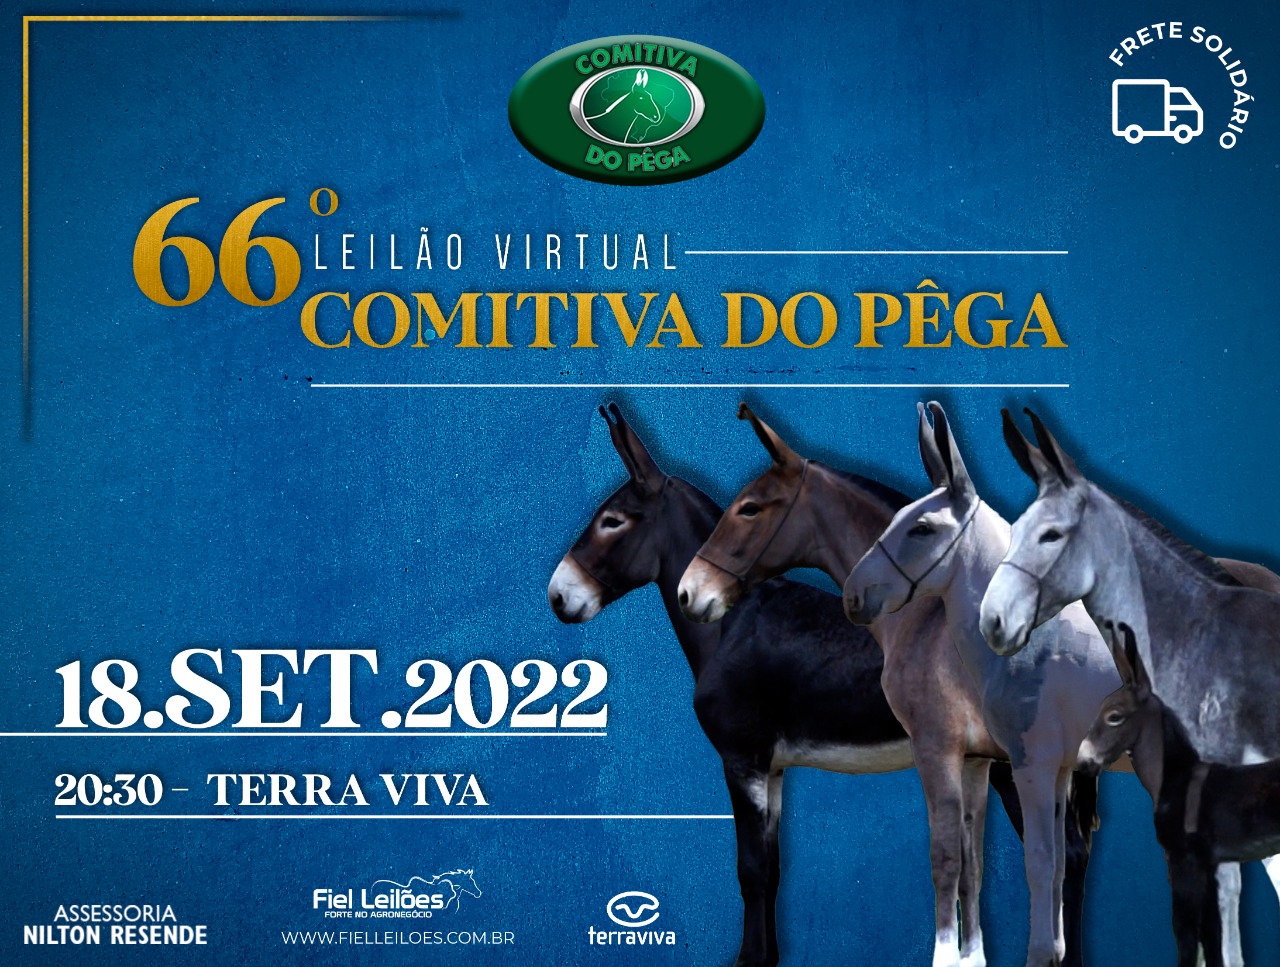 COMITIVA
DO PÊGA
FRETE SOLIDÁRIO
66º
LEILÃO VIRTUAL
COMITIVA DO PÊGA
18.SET.2022
20:30 - TERRA VIVA
ASSESSORIA
NILTON RESENDE
Fiel Leilões
FORTE NO AGRONEGÓCIO
WWW.FIELLEILOES.COM.BR
terraviva